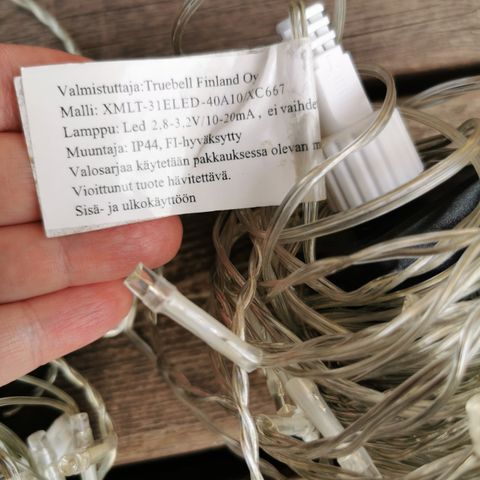 Valmistuttaja:Truebell Finland Oy
Malli: XMLT-31ELED-40A10/XC667
Lamppu: Led 2.8-3.2V/10-20mA , ei vaihde
Muuntaja: IP44, FI-hyväksytty
Valosarjaa käytetään pakkauksessa olevan m
Vioittunut tuote hävitettävä.
Sisä- ja ulkokäyttöön